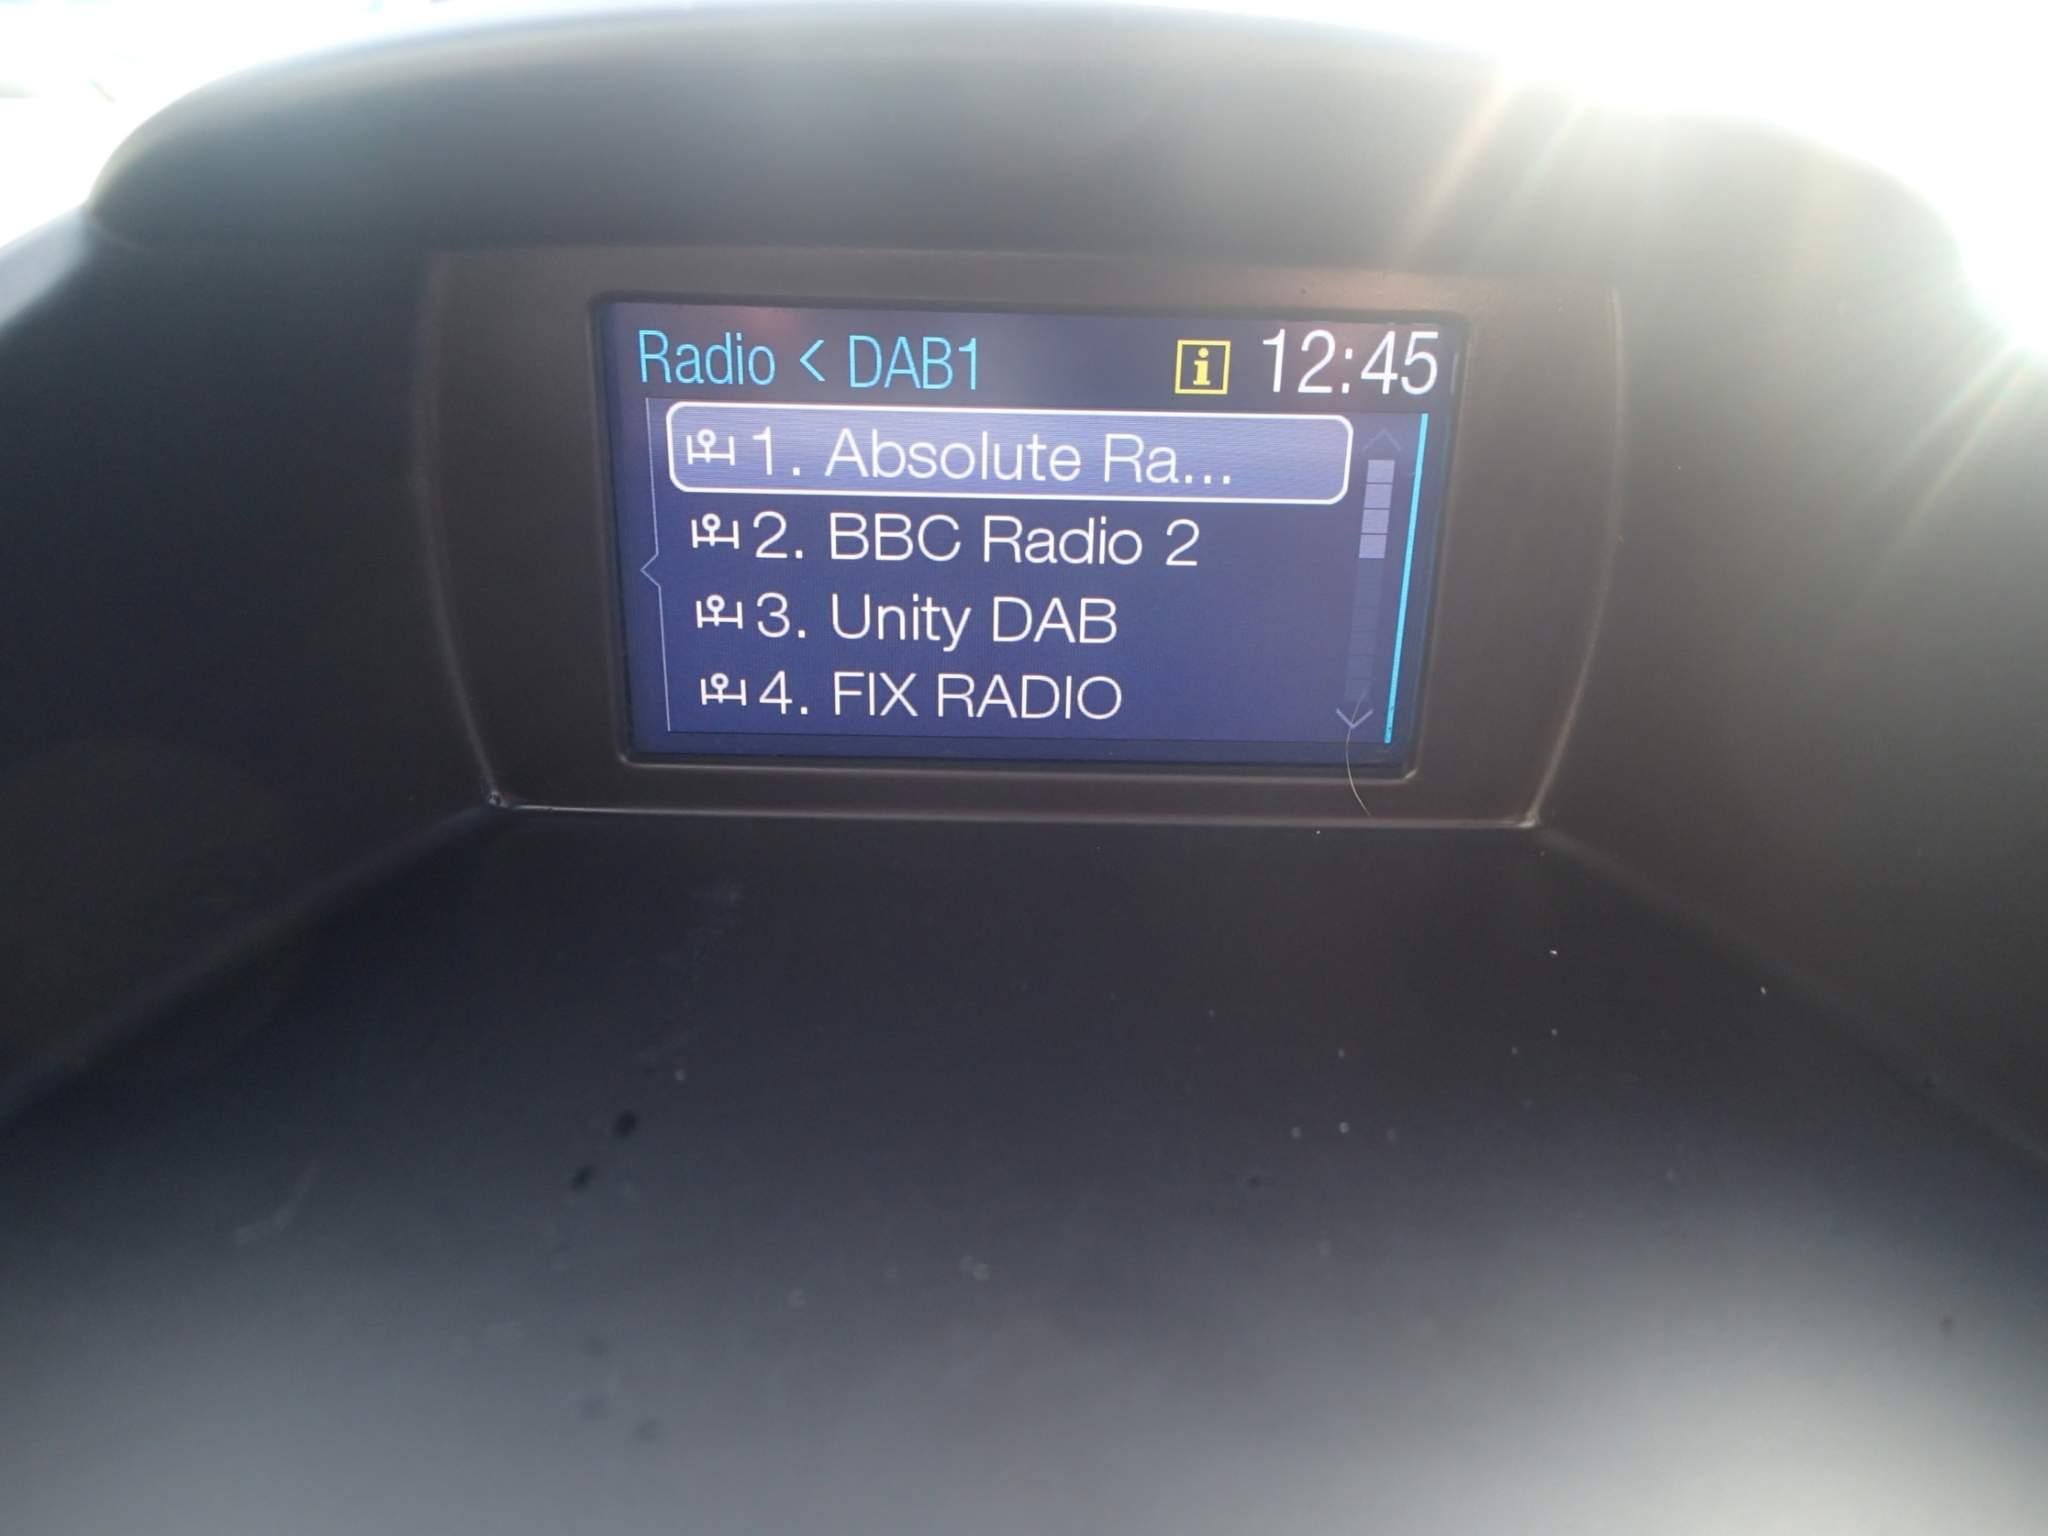 Radio < DAB1 i 12:45
1. Absolute Ra...
2. BBC Radio 2
3. Unity DAB
4. FIX RADIO